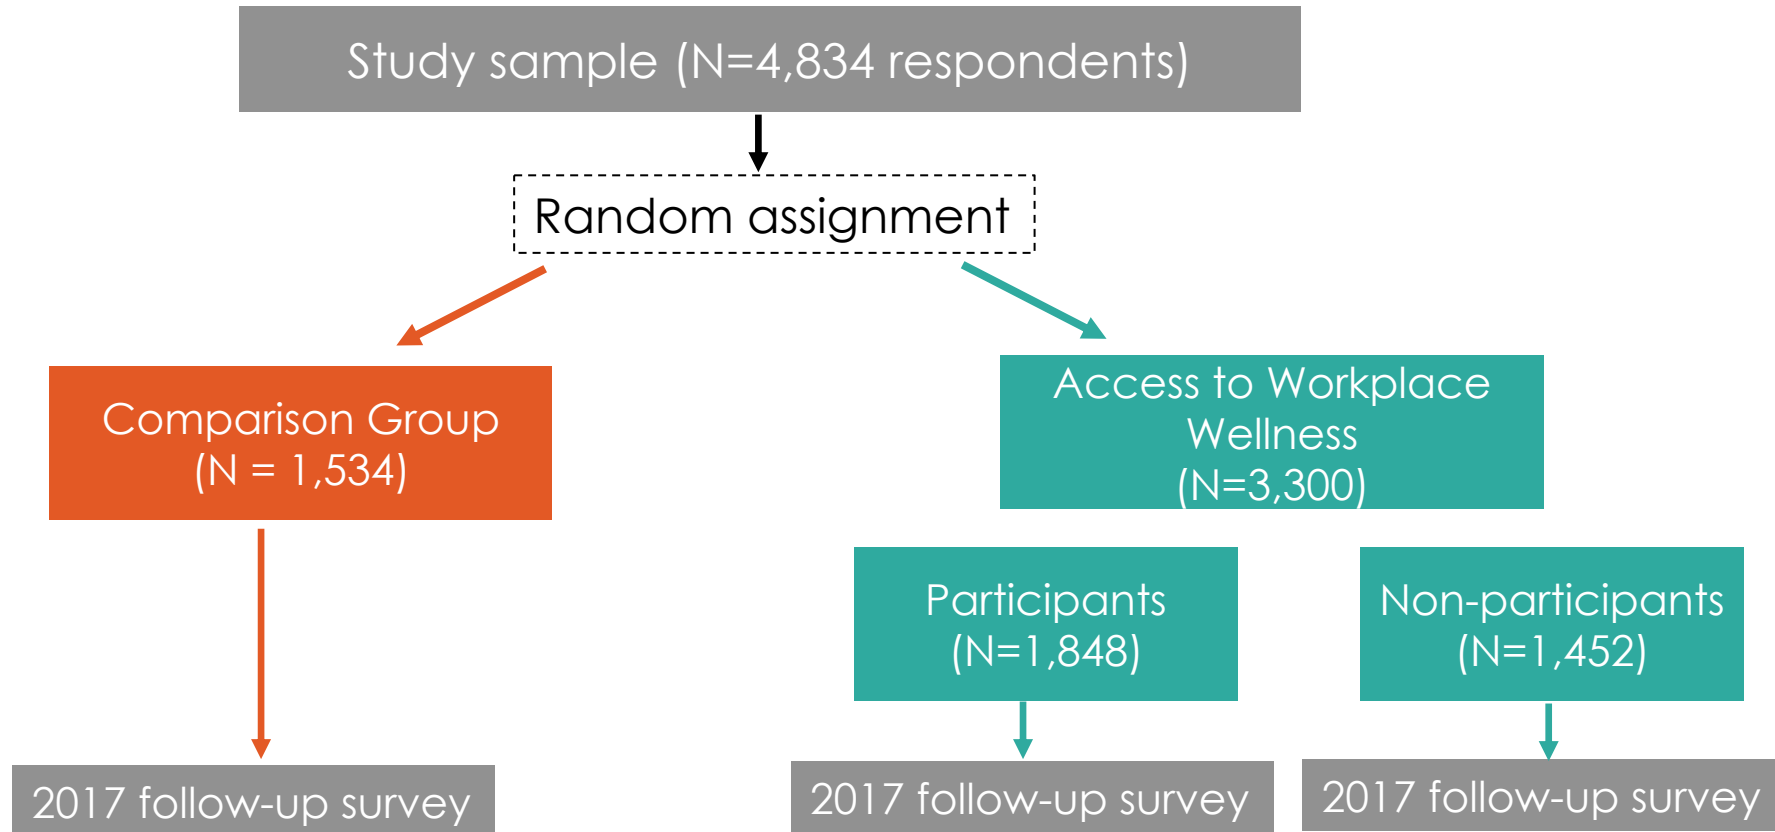 Study sample (N=4,834 respondents)
Random assignment
Comparison Group
(N = 1,534)
Access to Workplace
Wellness
(N=3,300)
Participants
(N=1,848)
Non-participants
(N=1,452)
2017 follow-up survey
2017 follow-up survey
2017 follow-up survey